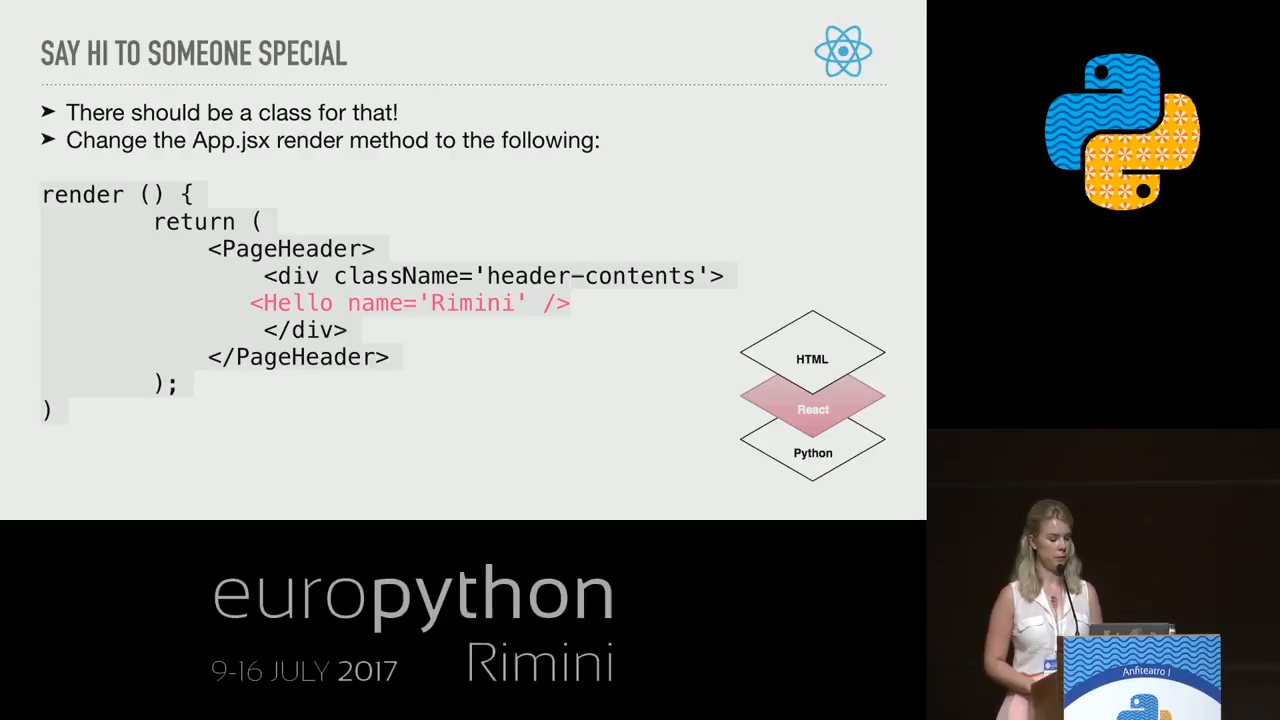 SAY HI TO SOMEONE SPECIAL
➤ There should be a class for that!
➤ Change the App.jsx render method to the following:
render () {
return (
<PageHeader>
<div className='header-contents'>
<Hello name='Rimini' />
</div>
</PageHeader>
);
)
HTML
React
Python
europython
Rimini
9-16 JULY 2017
Anfiteatro 1